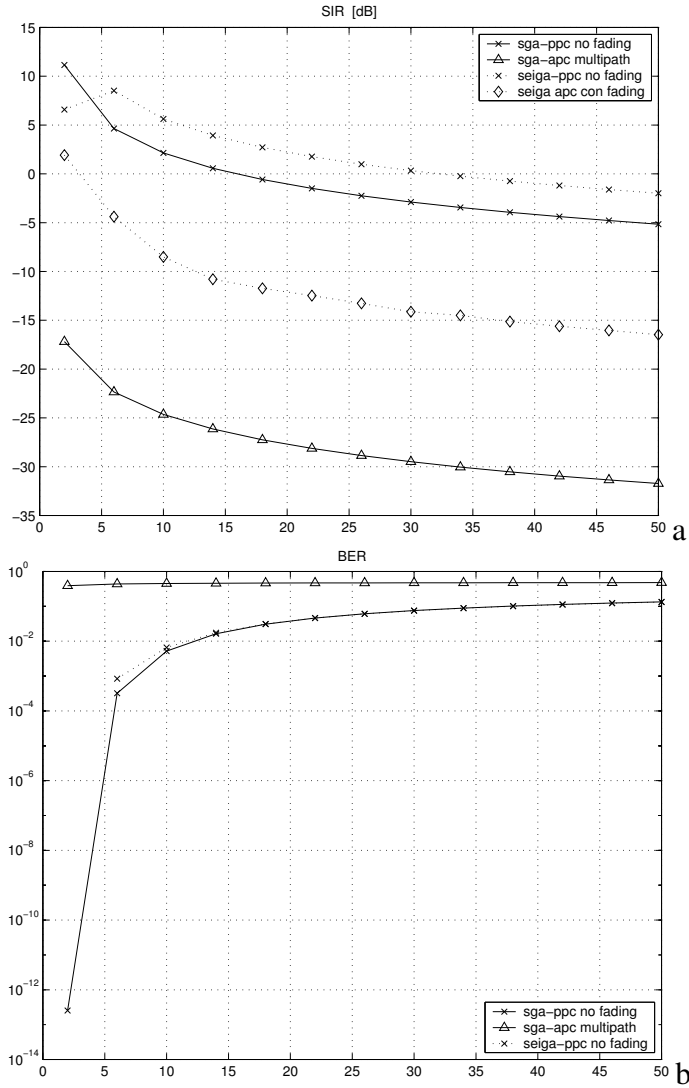 SIR [dB]
15
10
5
0
−5
−10
−15
−20
−25
−30
−35
0 5 10 15 20 25 30 35 40 45 50
sga−ppc no fading
sga−apc multipath
seiga−ppc no fading
seiga apc con fading
a
BER
10^0
10^−2
10^−4
10^−6
10^−8
10^−10
10^−12
10^−14
0 5 10 15 20 25 30 35 40 45 50
sga−ppc no fading
sga−apc multipath
seiga−ppc no fading
b